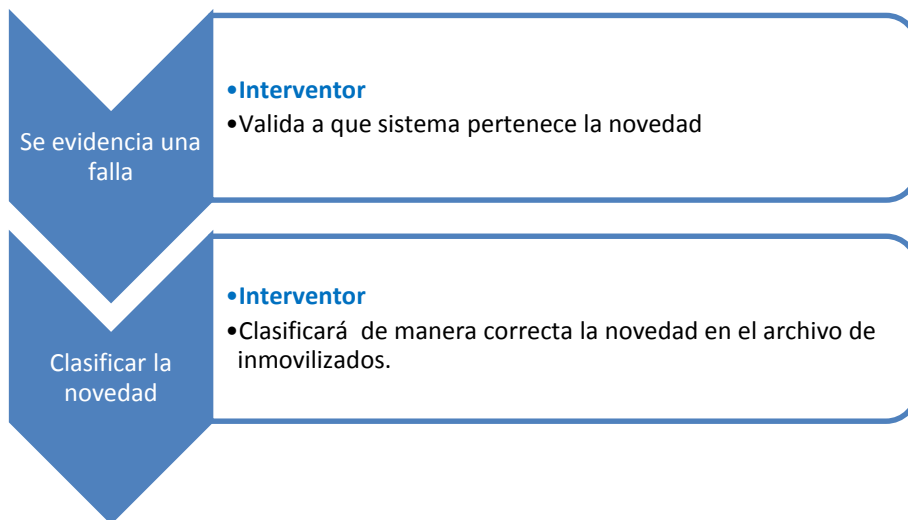 Se evidencia una
falla
•Interventor
•Valida a que sistema pertenece la novedad
Clasificar la
novedad
•Interventor
•Clasificará  de manera correcta la novedad en el archivo de
inmovilizados.